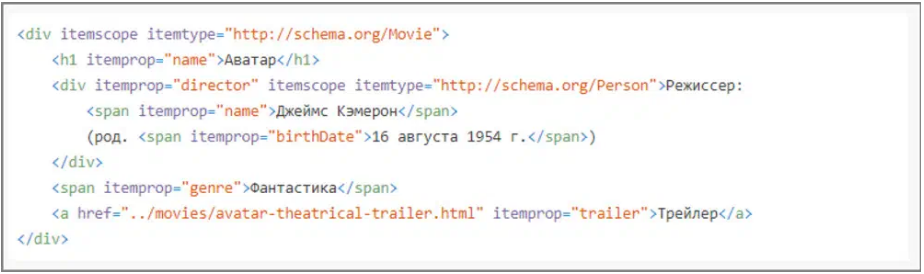 <div itemscope itemtype="http://schema.org/Movie">
<h1 itemprop="name">Аватар</h1>
<div itemprop="director" itemscope itemtype="http://schema.org/Person">Режиссер:
<span itemprop="name">Джеймс Кэмерон</span>
(род. <span itemprop="birthDate">16 августа 1954 г.</span>)
</div>
<span itemprop="genre">Фантастика</span>
<a href="../movies/avatar-theatrical-trailer.html" itemprop="trailer">Трейлер</a>
</div>